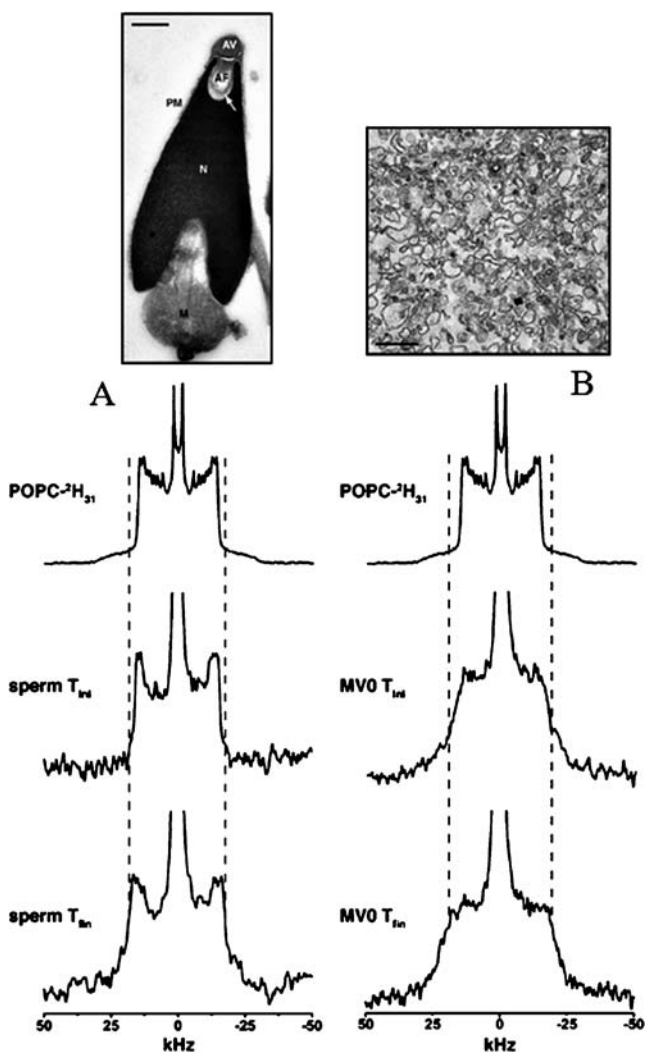 AV
AF
PM
N
M
A
B
POPC-²H₃₁
POPC-²H₃₁
sperm T_ini
MV0 T_ini
sperm T_fin
MV0 T_fin
50 25 0 -25 -50
50 25 0 -25 -50
kHz
kHz